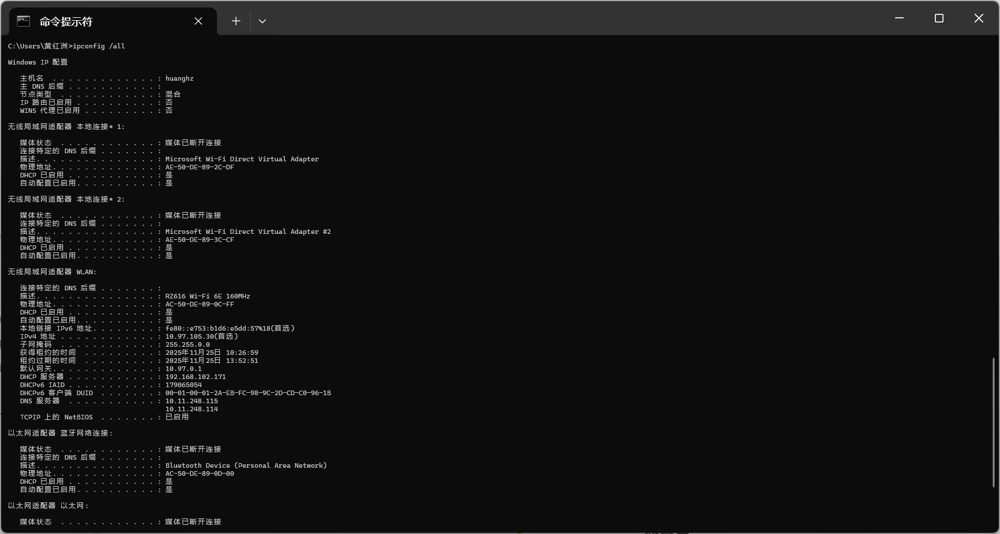 命令提示符
C:\Users\黄红洲>ipconfig /all
Windows IP 配置
主机名 . . . . . . . . . . . . . : huanghz
主 DNS 后缀 . . . . . . . . . . . :
节点类型 . . . . . . . . . . . . : 混合
IP 路由已启用 . . . . . . . . . . : 否
WINS 代理已启用 . . . . . . . . . : 否
无线局域网适配器 本地连接* 1:
媒体状态 . . . . . . . . . . . . : 媒体已断开连接
连接特定的 DNS 后缀 . . . . . . . :
描述. . . . . . . . . . . . . . . : Microsoft Wi-Fi Direct Virtual Adapter
物理地址. . . . . . . . . . . . . : AE-50-DE-89-2C-DF
DHCP 已启用 . . . . . . . . . . . : 是
自动配置已启用. . . . . . . . . . : 是
无线局域网适配器 本地连接* 2:
媒体状态 . . . . . . . . . . . . : 媒体已断开连接
连接特定的 DNS 后缀 . . . . . . . :
描述. . . . . . . . . . . . . . . : Microsoft Wi-Fi Direct Virtual Adapter #2
物理地址. . . . . . . . . . . . . : AE-50-DE-89-3C-CF
DHCP 已启用 . . . . . . . . . . . : 是
自动配置已启用. . . . . . . . . . : 是
无线局域网适配器 WLAN:
连接特定的 DNS 后缀 . . . . . . . :
描述. . . . . . . . . . . . . . . : RZ616 Wi-Fi 6E 160MHz
物理地址. . . . . . . . . . . . . : AC-50-DE-89-0C-FF
DHCP 已启用 . . . . . . . . . . . : 是
自动配置已启用. . . . . . . . . . : 是
本地链接 IPv6 地址. . . . . . . . : fe80::e753:b1d6:e5dd:57%18(首选)
IPv4 地址 . . . . . . . . . . . . : 10.97.105.30(首选)
子网掩码 . . . . . . . . . . . . : 255.255.0.0
获得租约的时间 . . . . . . . . . : 2025年11月25日 10:26:59
租约过期的时间 . . . . . . . . . : 2025年11月25日 13:52:51
默认网关. . . . . . . . . . . . . : 10.97.0.1
DHCP 服务器 . . . . . . . . . . . : 192.168.102.171
DHCPv6 IAID . . . . . . . . . . . : 179065054
DHCPv6 客户端 DUID . . . . . . . : 00-01-00-01-2A-EB-FC-98-9C-2D-CD-C0-96-1B
DNS 服务器 . . . . . . . . . . . : 10.11.248.115
10.11.248.114
TCPIP 上的 NetBIOS . . . . . . . : 已启用
以太网适配器 蓝牙网络连接:
媒体状态 . . . . . . . . . . . . : 媒体已断开连接
连接特定的 DNS 后缀 . . . . . . . :
描述. . . . . . . . . . . . . . . : Bluetooth Device (Personal Area Network)
物理地址. . . . . . . . . . . . . : AC-50-DE-89-0D-00
DHCP 已启用 . . . . . . . . . . . : 是
自动配置已启用. . . . . . . . . . : 是
以太网适配器 以太网:
媒体状态 . . . . . . . . . . . . : 媒体已断开连接